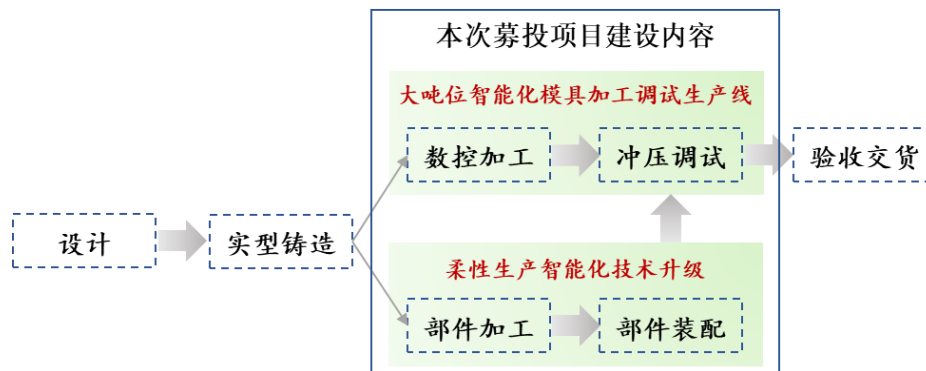 本次募投项目建设内容
大吨位智能化模具加工调试生产线
数控加工
冲压调试
验收交货
设计
实型铸造
柔性生产智能化技术升级
部件加工
部件装配